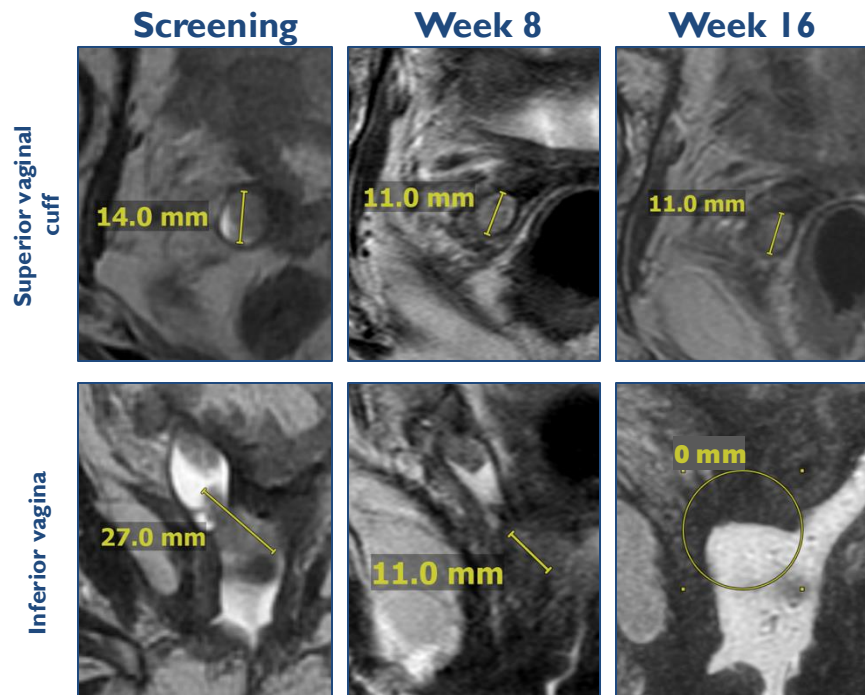 Screening
Week 8
Week 16
Superior vaginal
cuff
14.0 mm
11.0 mm
11.0 mm
Inferior vagina
27.0 mm
11.0 mm
0 mm